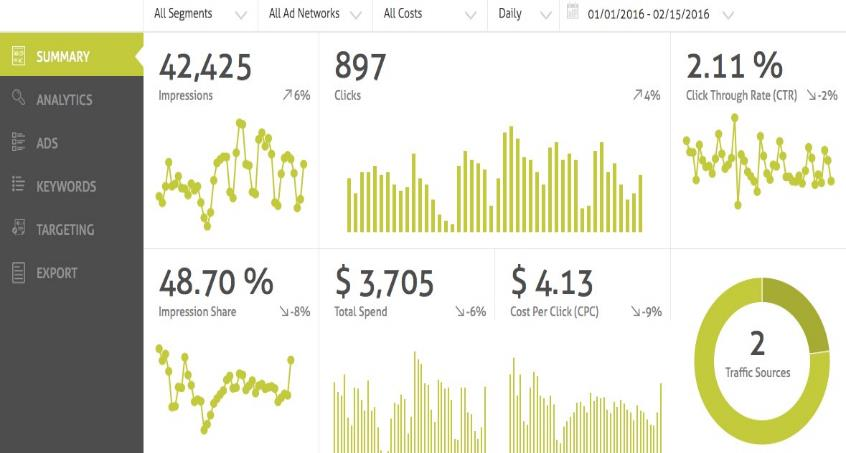 All Segments
All Ad Networks
All Costs
Daily
01/01/2016 - 02/15/2016
SUMMARY
ANALYTICS
ADS
KEYWORDS
TARGETING
EXPORT
42,425
Impressions
6%
897
Clicks
4%
2.11 %
Click Through Rate (CTR)
-2%
48.70 %
Impression Share
-8%
$ 3,705
Total Spend
-6%
$ 4.13
Cost Per Click (CPC)
-9%
2
Traffic Sources